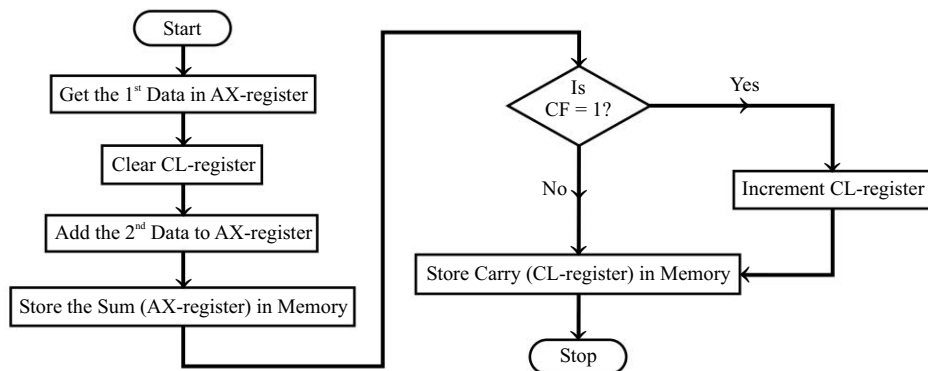 Start
Get the 1st Data in AX-register
Clear CL-register
Add the 2nd Data to AX-register
Store the Sum (AX-register) in Memory
Is
CF = 1?
Yes
No
Increment CL-register
Store Carry (CL-register) in Memory
Stop